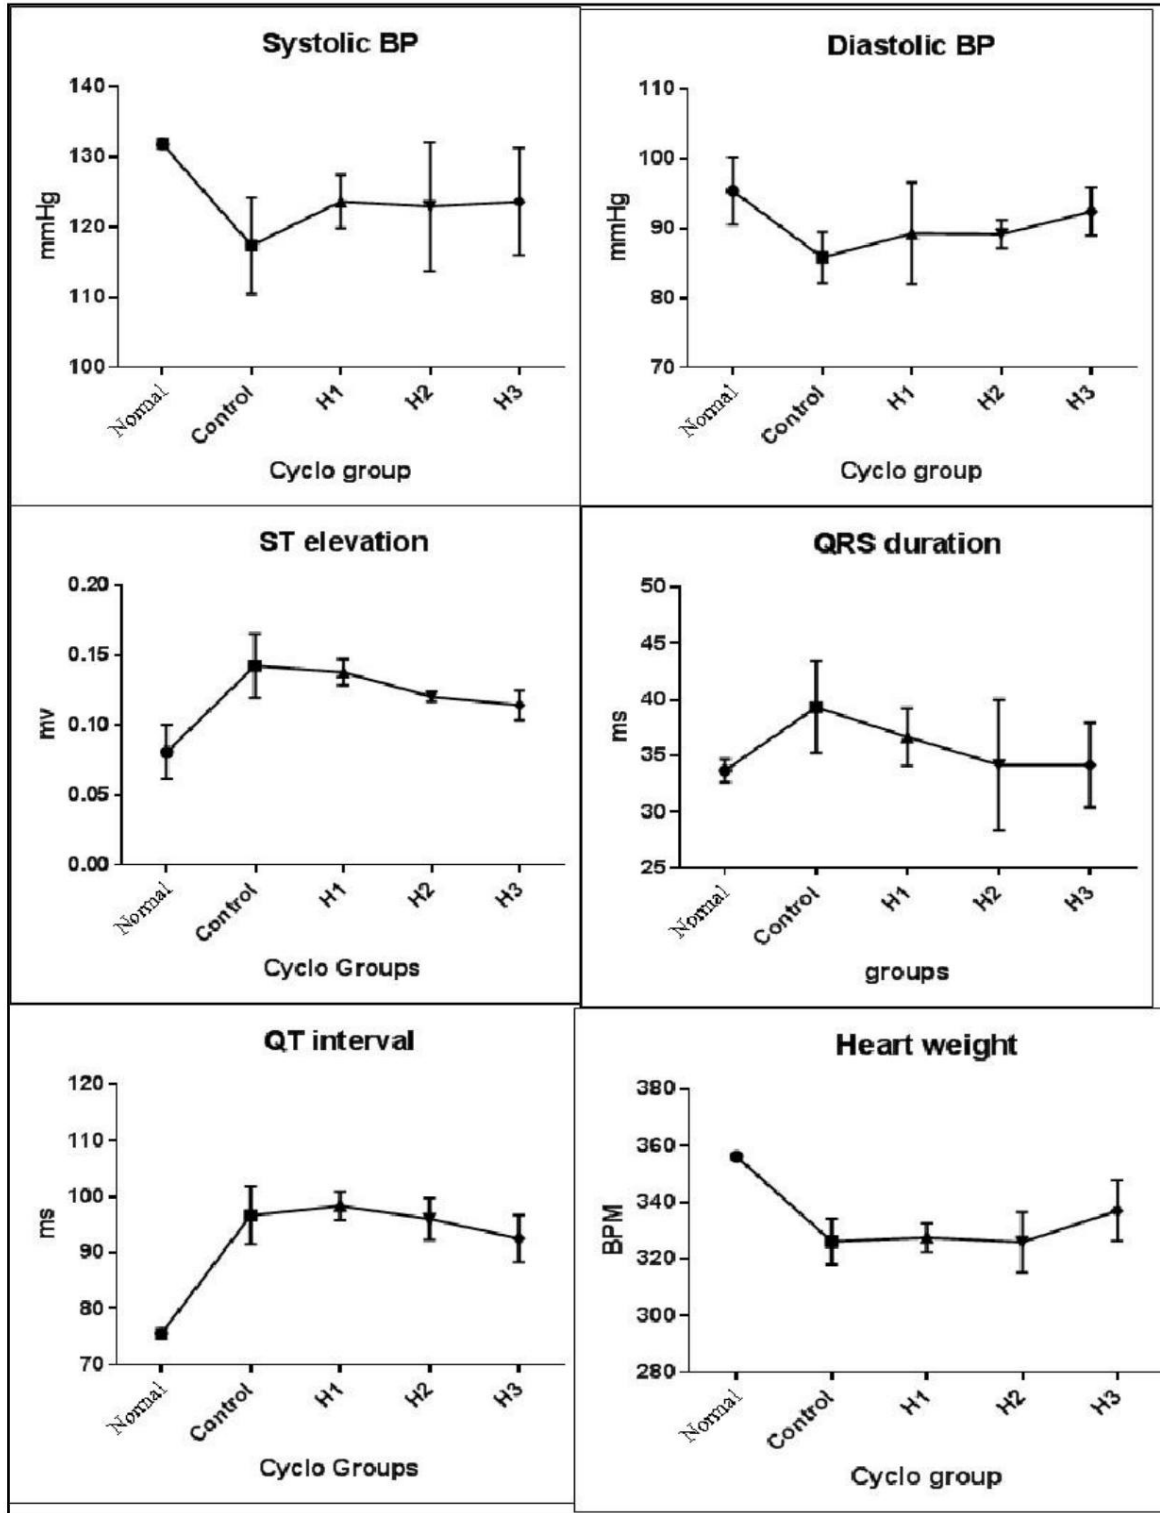 Systolic BP
140
130
120
110
100
mmHg
Normal
Control
H1
H2
H3
Cyclo group
Diastolic BP
110
100
90
80
70
mmHg
Normal
Control
H1
H2
H3
Cyclo group
ST elevation
0.20
0.15
0.10
0.05
0.00
mv
Normal
Control
H1
H2
H3
Cyclo Groups
QRS duration
50
45
40
35
30
25
ms
Normal
Control
H1
H2
H3
groups
QT interval
120
110
100
90
80
70
ms
Normal
Control
H1
H2
H3
Cyclo Groups
Heart weight
380
360
340
320
300
280
BPM
Normal
Control
H1
H2
H3
Cyclo group